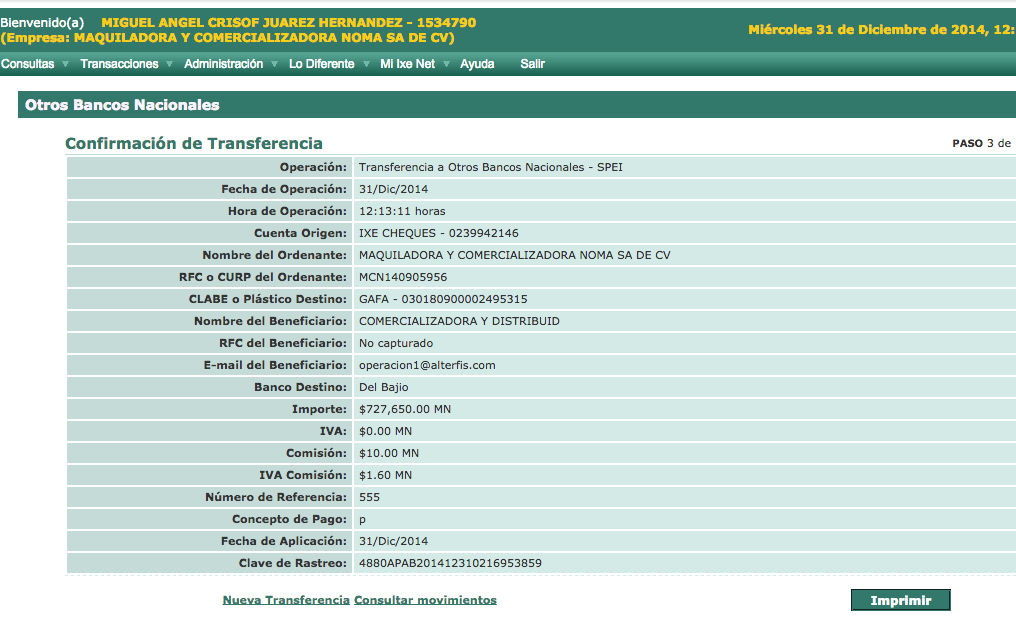 Bienvenido(a) MIGUEL ANGEL CRISOF JUAREZ HERNANDEZ - 1534790
(Empresa: MAQUILADORA Y COMERCIALIZADORA NOMA SA DE CV)
Miércoles 31 de Diciembre de 2014, 12:
Consultas Transacciones Administración Lo Diferente Mi Ixe Net Ayuda Salir
Otros Bancos Nacionales
Confirmación de Transferencia PASO 3 de
Operación: Transferencia a Otros Bancos Nacionales - SPEI
Fecha de Operación: 31/Dic/2014
Hora de Operación: 12:13:11 horas
Cuenta Origen: IXE CHEQUES - 0239942146
Nombre del Ordenante: MAQUILADORA Y COMERCIALIZADORA NOMA SA DE CV
RFC o CURP del Ordenante: MCN140905956
CLABE o Plástico Destino: GAFA - 030180900002495315
Nombre del Beneficiario: COMERCIALIZADORA Y DISTRIBUID
RFC del Beneficiario: No capturado
E-mail del Beneficiario: operacion1@alterfis.com
Banco Destino: Del Bajio
Importe: $727,650.00 MN
IVA: $0.00 MN
Comisión: $10.00 MN
IVA Comisión: $1.60 MN
Número de Referencia: 555
Concepto de Pago: p
Fecha de Aplicación: 31/Dic/2014
Clave de Rastreo: 4880APAB201412310216953859
Nueva Transferencia Consultar movimientos Imprimir